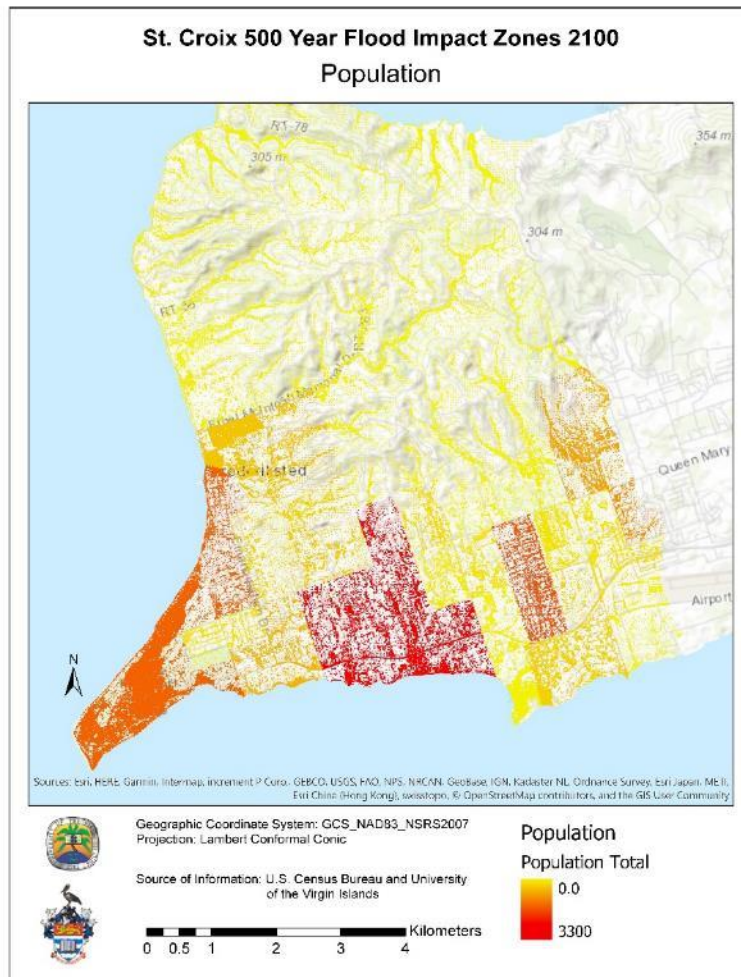 St. Croix 500 Year Flood Impact Zones 2100
Population
RT-78
305 m
354 m
304 m
RT
Queen Mary
Airport
N
Sources: Esri, HERE, Garmin, Intermap, increment P Corp., GEBCO, USGS, FAO, NPS, NRCAN, GeoBase, IGN, Kadaster NL, Ordnance Survey, Esri Japan, METI,
Esri China (Hong Kong), swisstopo, © OpenStreetMap contributors, and the GIS User Community
Geographic Coordinate System: GCS_NAD83_NSRS2007
Projection: Lambert Conformal Conic
Source of Information: U.S. Census Bureau and University
of the Virgin Islands
Kilometers
0 0.5 1 2 3 4
Population
Population Total
0.0
3300